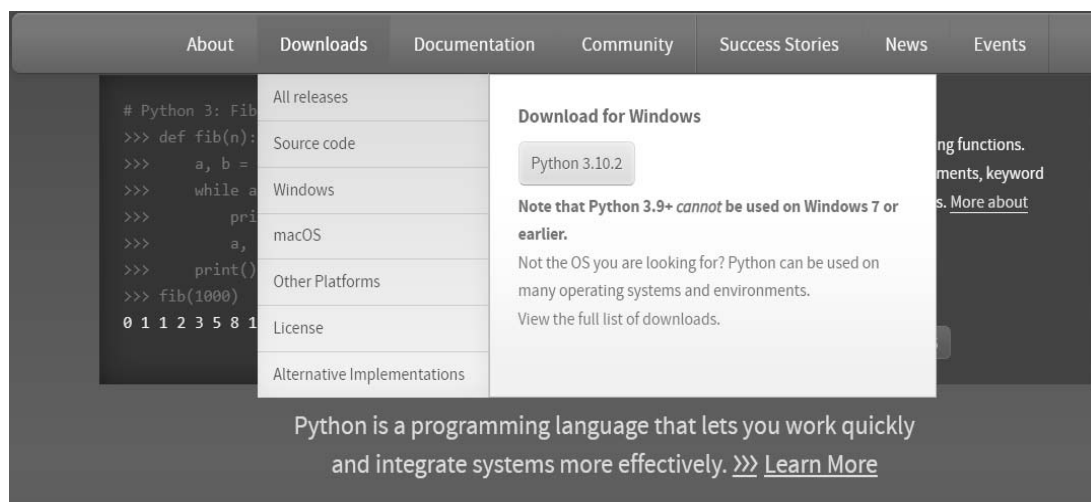 About Downloads Documentation Community Success Stories News Events
# Python 3: Fib
>>> def fib(n):
>>> a, b =
>>> while a
>>> pri
>>> a,
>>> print()
>>> fib(1000)
0 1 1 2 3 5 8 1
All releases
Source code
Windows
macOS
Other Platforms
License
Alternative Implementations
Download for Windows
Python 3.10.2
Note that Python 3.9+ cannot be used on Windows 7 or
earlier.
Not the OS you are looking for? Python can be used on
many operating systems and environments.
View the full list of downloads.
ng functions.
ments, keyword
s. More about
Python is a programming language that lets you work quickly
and integrate systems more effectively. >>> Learn More